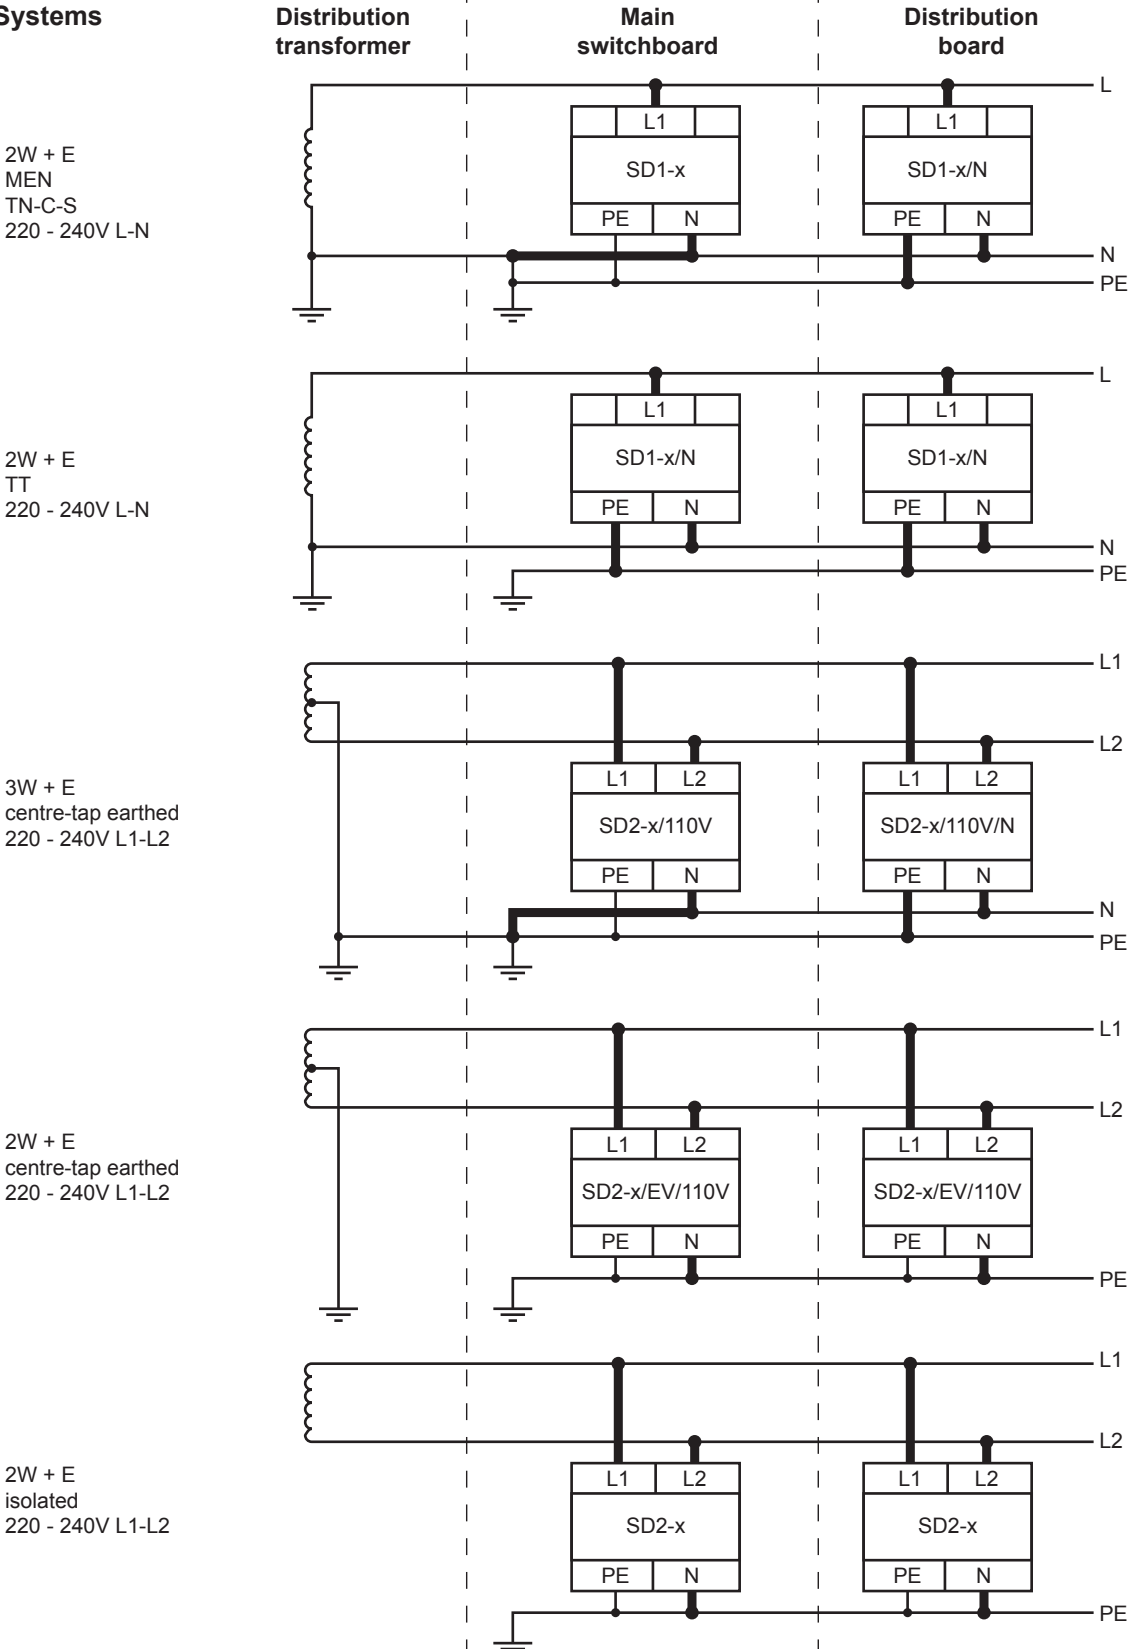 Systems
Distribution
transformer
Main
switchboard
Distribution
board
2W + E
MEN
TN-C-S
220 - 240V L-N
L1
SD1-x
PE N
L1
SD1-x/N
PE N
L
N
PE
2W + E
TT
220 - 240V L-N
L1
SD1-x/N
PE N
L1
SD1-x/N
PE N
L
N
PE
3W + E
centre-tap earthed
220 - 240V L1-L2
L1 L2
SD2-x/110V
PE N
L1 L2
SD2-x/110V/N
PE N
L1
L2
N
PE
2W + E
centre-tap earthed
220 - 240V L1-L2
L1 L2
SD2-x/EV/110V
PE N
L1 L2
SD2-x/EV/110V
PE N
L1
L2
PE
2W + E
isolated
220 - 240V L1-L2
L1 L2
SD2-x
PE N
L1 L2
SD2-x
PE N
L1
L2
PE